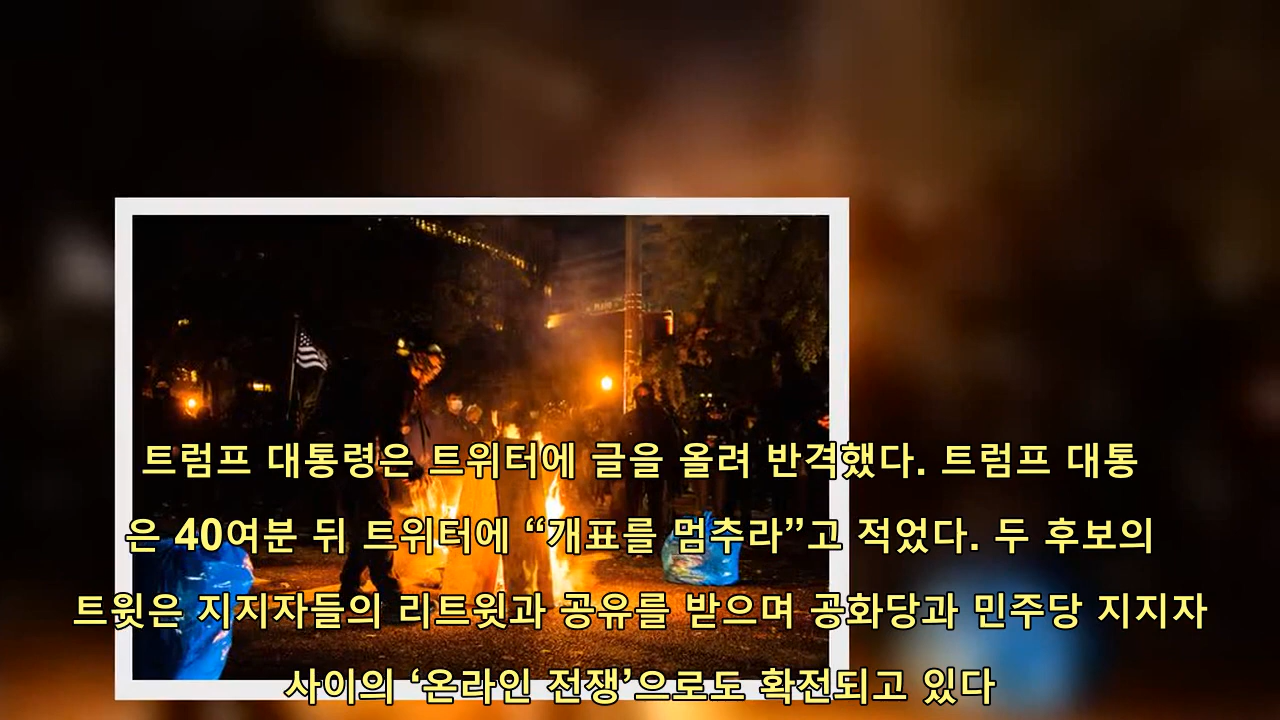 트럼프 대통령은 트위터에 글을 올려 반격했다. 트럼프 대통
은 40여분 뒤 트위터에 “개표를 멈추라”고 적었다. 두 후보의
트윗은 지지자들의 리트윗과 공유를 받으며 공화당과 민주당 지지자
사이의 ‘온라인 전쟁’으로도 확전되고 있다